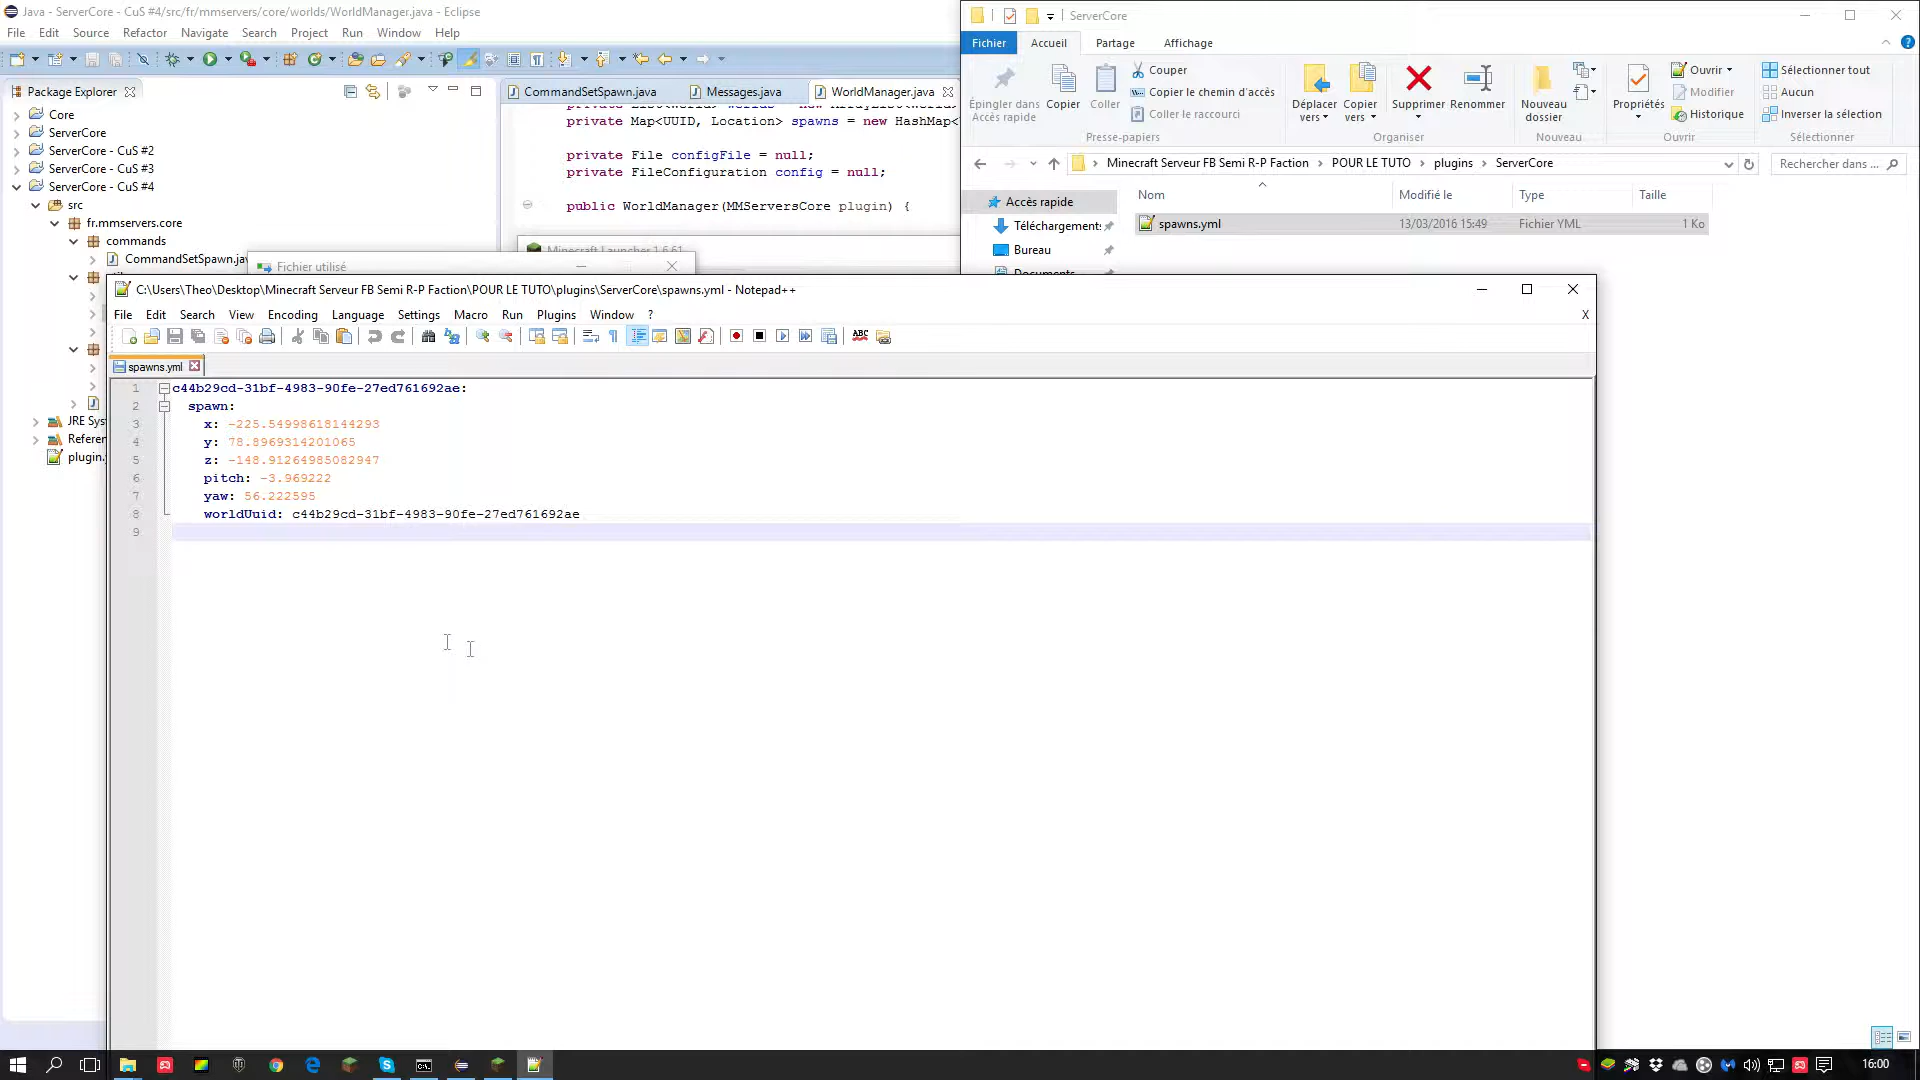 Java - ServerCore - CuS #4/src/fr/mmservers/core/worlds/WorldManager.java - Eclipse
File Edit Source Refactor Navigate Search Project Run Window Help
Package Explorer
Core
ServerCore
ServerCore - CuS #2
ServerCore - CuS #3
ServerCore - CuS #4
src
fr.mmservers.core
commands
CommandSetSpawn.jav
JRE Sys
Referen
plugin.
CommandSetSpawn.java Messages.java WorldManager.java
private Map<UUID, Location> spawns = new HashMap<
private File configFile = null;
private FileConfiguration config = null;
public WorldManager(MMServersCore plugin) {
Minecraft Launcher 1.6.61
Fichier utilisé
ServerCore
Fichier Accueil Partage Affichage
Épingler dans Accès rapide
Copier
Coller
Couper
Copier le chemin d'accès
Coller le raccourci
Presse-papiers
Déplacer vers
Copier vers
Supprimer
Renommer
Organiser
Nouveau dossier
Nouveau
Propriétés
Ouvrir
Modifier
Historique
Ouvrir
Sélectionner tout
Aucun
Inverser la sélection
Sélectionner
Minecraft Serveur FB Semi R-P Faction > POUR LE TUTO > plugins > ServerCore
Rechercher dans ...
Nom Modifié le Type Taille
Accès rapide
Téléchargement:
Bureau
Documents
spawns.yml 13/03/2016 15:49 Fichier YML 1 Ko
C:\Users\Theo\Desktop\Minecraft Serveur FB Semi R-P Faction\POUR LE TUTO\plugins\ServerCore\spawns.yml - Notepad++
File Edit Search View Encoding Language Settings Macro Run Plugins Window ?
X
spawns.yml
1 c44b29cd-31bf-4983-90fe-27ed761692ae:
2 spawn:
3 x: -225.54998618144293
4 y: 78.8969314201065
5 z: -148.91264985082947
6 pitch: -3.969222
7 yaw: 56.222595
8 worldUuid: c44b29cd-31bf-4983-90fe-27ed761692ae
9
16:00